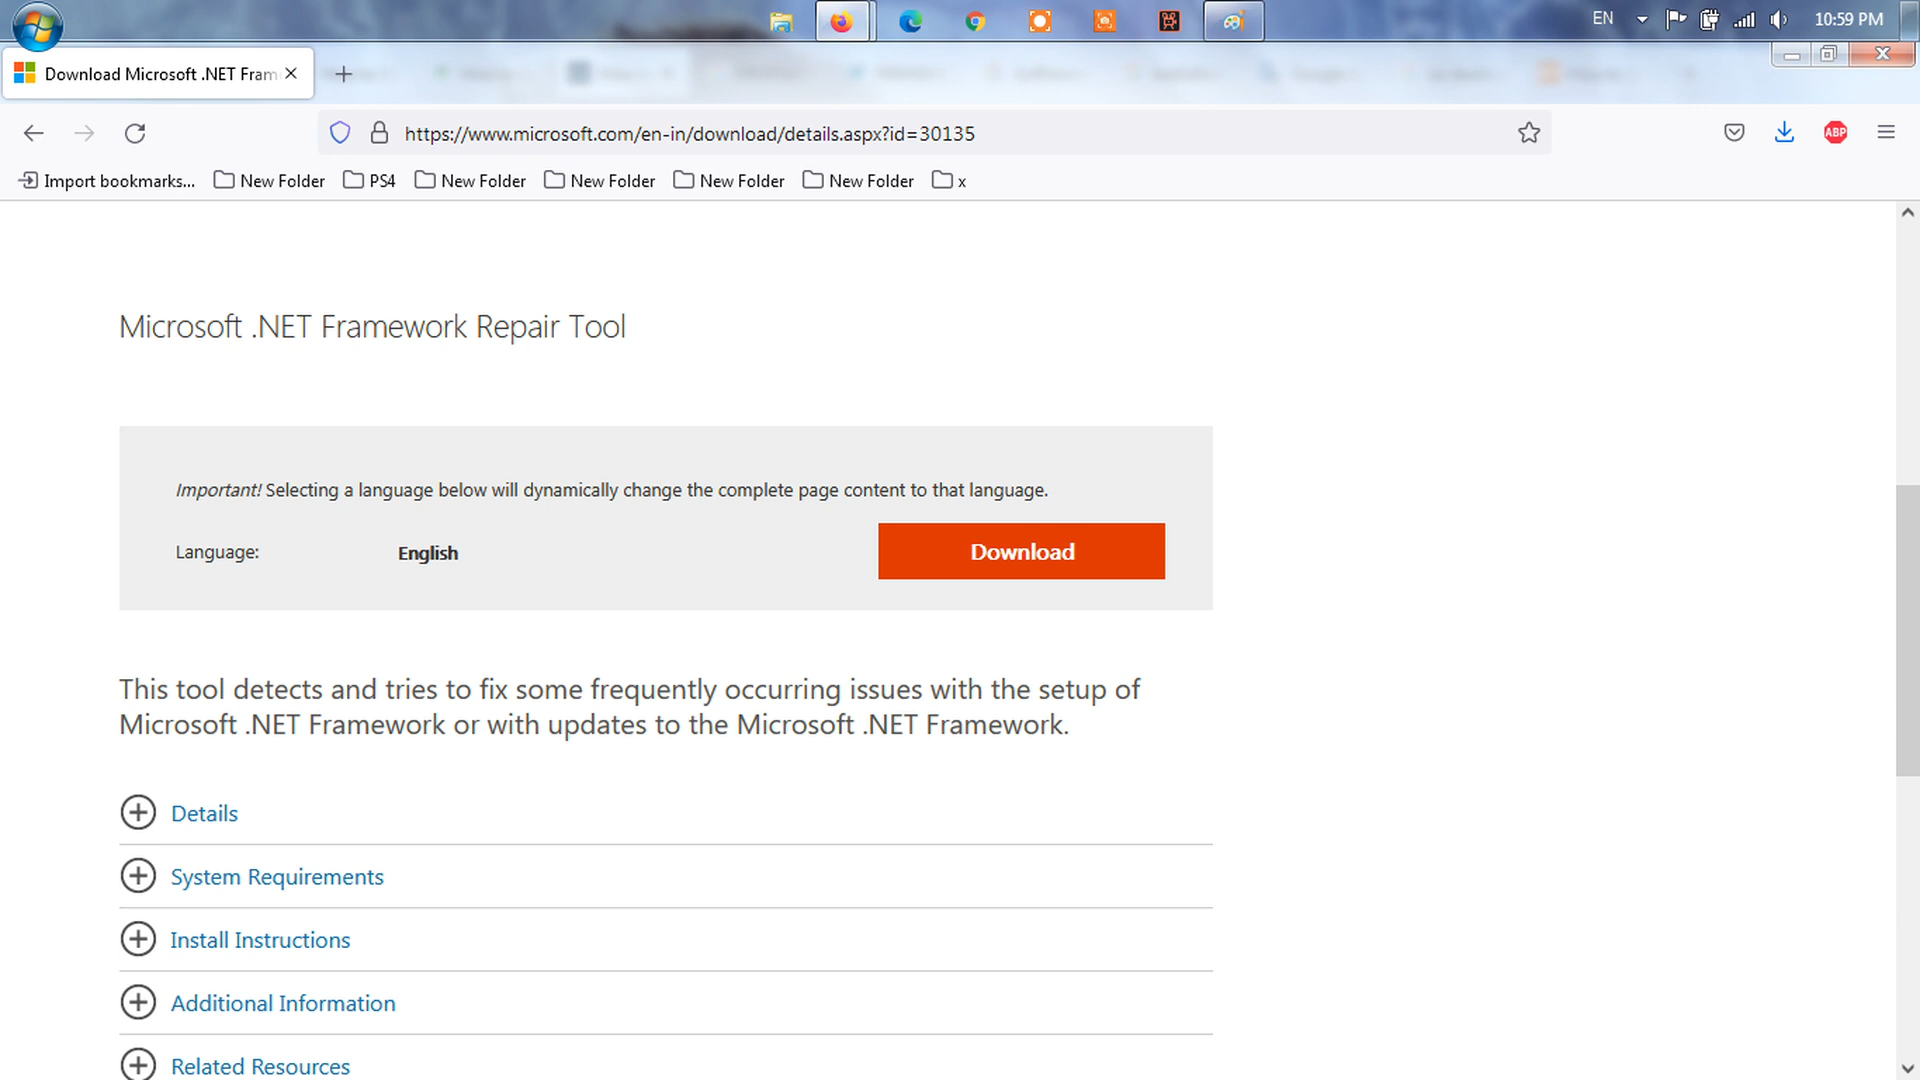 EN
10:59 PM
Download Microsoft .NET Fram
https://www.microsoft.com/en-in/download/details.aspx?id=30135
ABP
Import bookmarks... New Folder PS4 New Folder New Folder New Folder New Folder x
Microsoft .NET Framework Repair Tool
Important! Selecting a language below will dynamically change the complete page content to that language.
Language: English Download
This tool detects and tries to fix some frequently occurring issues with the setup of
Microsoft .NET Framework or with updates to the Microsoft .NET Framework.
Details
System Requirements
Install Instructions
Additional Information
Related Resources